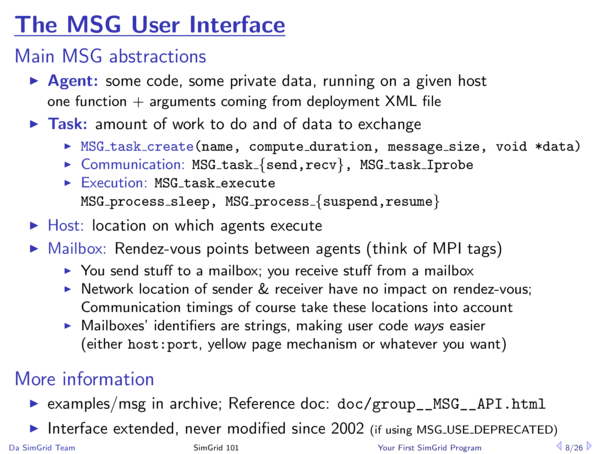 The MSG User Interface
Main MSG abstractions
▶ Agent: some code, some private data, running on a given host
one function + arguments coming from deployment XML file
▶ Task: amount of work to do and of data to exchange
▶ MSG_task_create(name, compute_duration, message_size, void *data)
▶ Communication: MSG_task_{send,recv}, MSG_task_Iprobe
▶ Execution: MSG_task_execute
MSG_process_sleep, MSG_process_{suspend,resume}
▶ Host: location on which agents execute
▶ Mailbox: Rendez-vous points between agents (think of MPI tags)
▶ You send stuff to a mailbox; you receive stuff from a mailbox
▶ Network location of sender & receiver have no impact on rendez-vous;
Communication timings of course take these locations into account
▶ Mailboxes' identifiers are strings, making user code ways easier
(either host:port, yellow page mechanism or whatever you want)
More information
▶ examples/msg in archive; Reference doc: doc/group__MSG__API.html
▶ Interface extended, never modified since 2002 (if using MSG_USE_DEPRECATED)
Da SimGrid Team SimGrid 101 Your First SimGrid Program 8/26